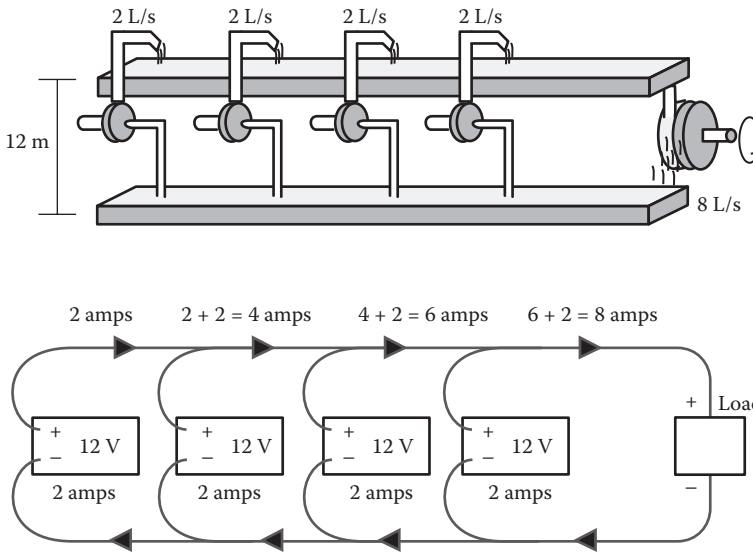 2 L/s 2 L/s 2 L/s 2 L/s
12 m
8 L/s
2 amps 2 + 2 = 4 amps 4 + 2 = 6 amps 6 + 2 = 8 amps
+ Load
+ 12 V + 12 V + 12 V + 12 V
− − − −
−
2 amps 2 amps 2 amps 2 amps